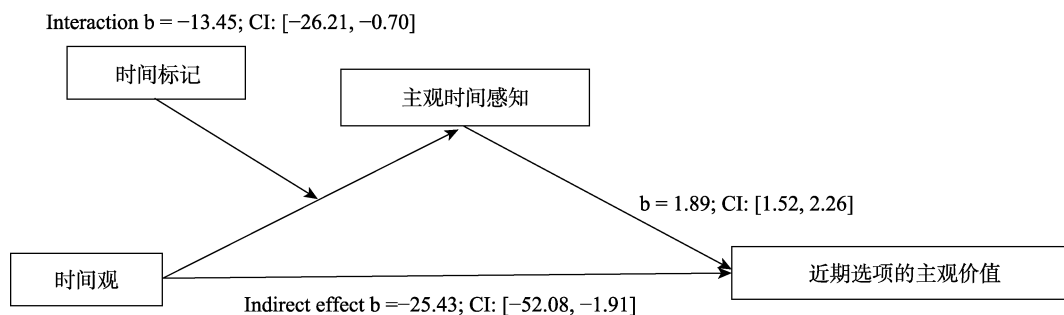 Interaction b = −13.45; CI: [−26.21, −0.70]
时间标记
主观时间感知
b = 1.89; CI: [1.52, 2.26]
时间观
近期选项的主观价值
Indirect effect b =−25.43; CI: [−52.08, −1.91]